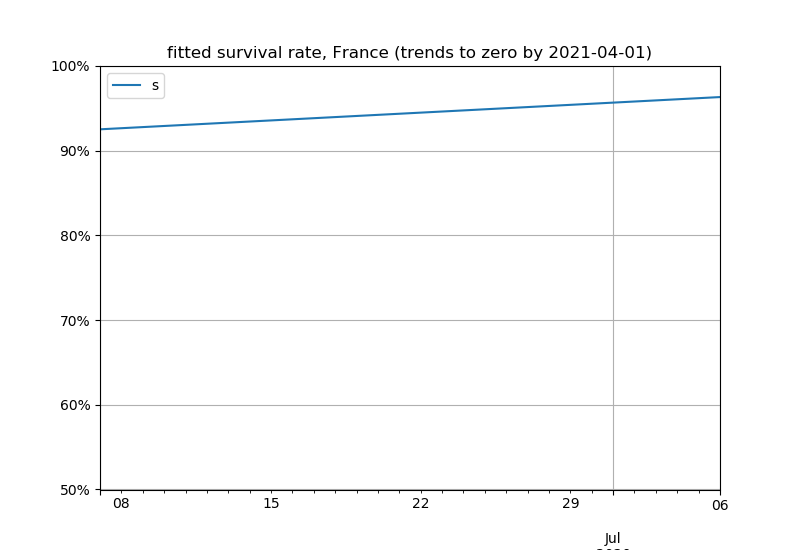 fitted survival rate, France (trends to zero by 2021-04-01)
100%
s
90%
80%
70%
60%
50%
08 15 22 29 06
Jul